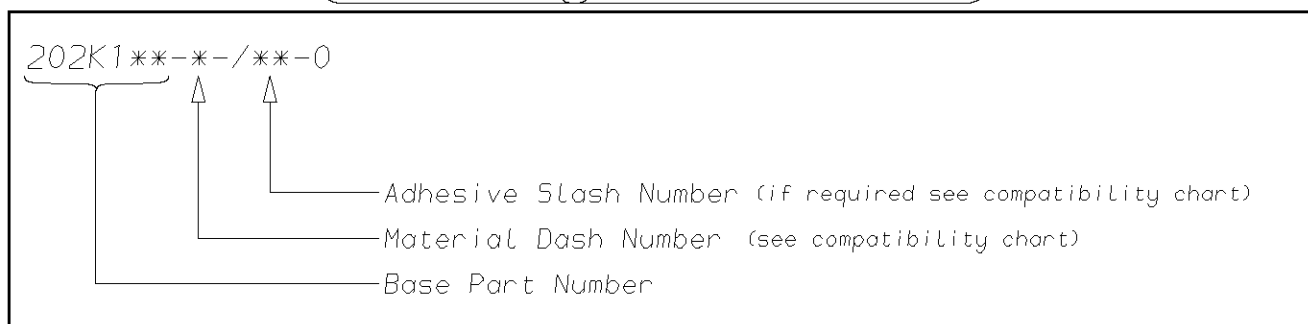 202K1**-*-/**-0
Adhesive Slash Number (if required see compatibility chart)
Material Dash Number (see compatibility chart)
Base Part Number